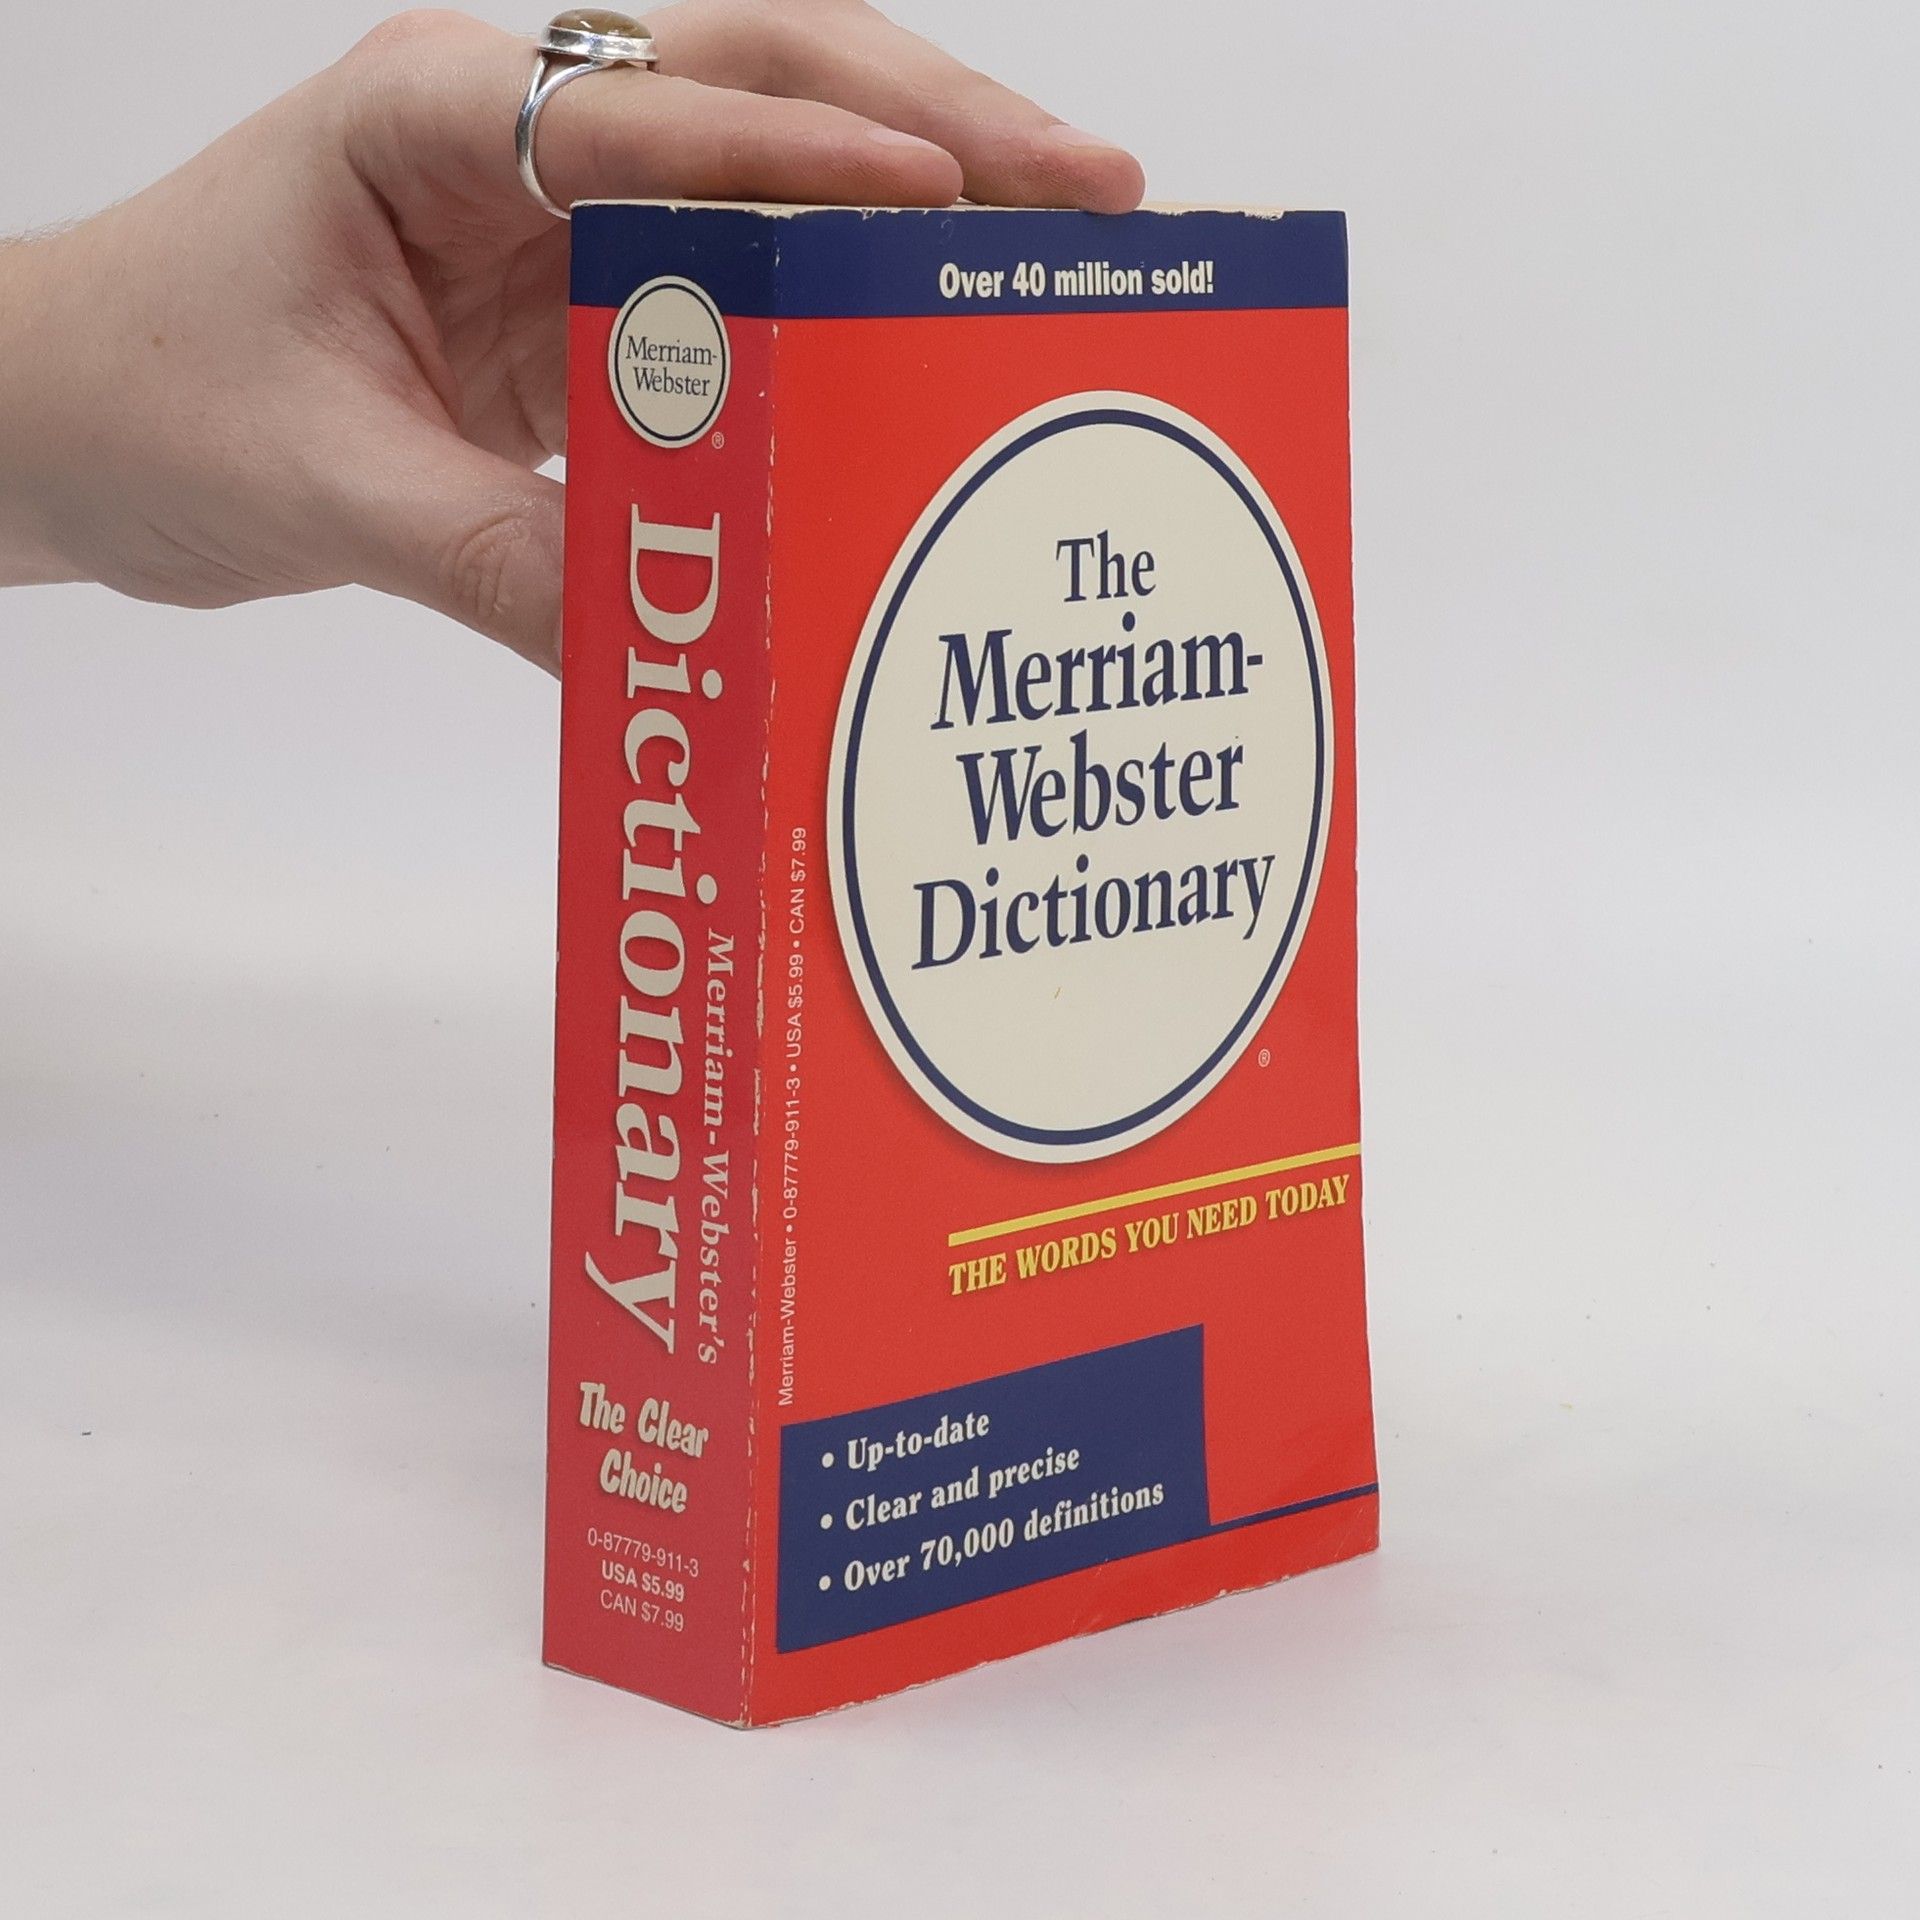 Over 40 million sold!
Merriam-
Webster
®
Dictionary
Merriam-Webster's
The Clear
Choice
0-87779-911-3
USA $5.99
CAN $7.99
Merriam-Webster • 0-87779-911-3 • USA $5.99 • CAN $7.99
The
Merriam-
Webster
Dictionary
®
THE WORDS YOU NEED TODAY
• Up-to-date
• Clear and precise
• Over 70,000 definitions